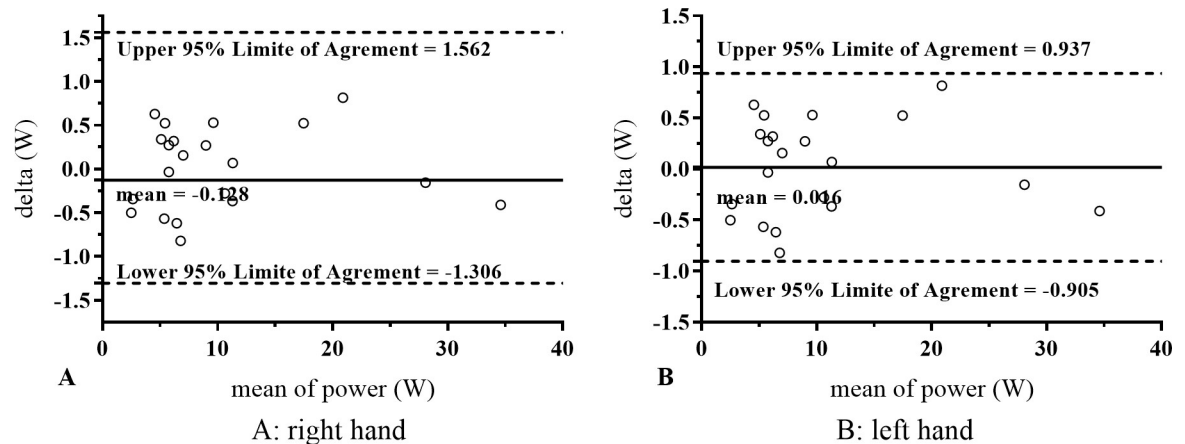 1.5
Upper 95% Limite of Agrement = 1.562
1.0
0.5
0.0
mean = -0.128
-0.5
-1.0
Lower 95% Limite of Agrement = -1.306
-1.5
delta (W)
0
10
20
30
40
A
mean of power (W)
A: right hand
1.5
Upper 95% Limite of Agrement = 0.937
1.0
0.5
0.0
mean = 0.016
-0.5
-1.0
Lower 95% Limite of Agrement = -0.905
-1.5
delta (W)
0
10
20
30
40
B
mean of power (W)
B: left hand